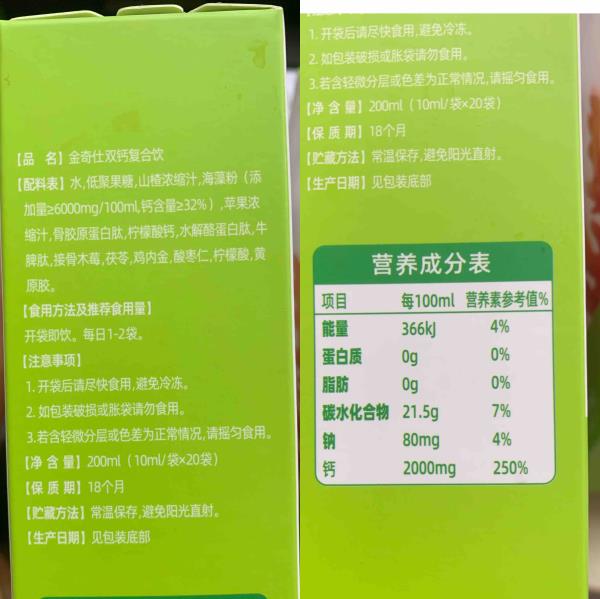 【品 名】金奇仕双钙复合饮
【配料表】水,低聚果糖,山楂浓缩汁,海藻粉（添
加量≥6000mg/100ml,钙含量≥32%）,苹果浓
缩汁,骨胶原蛋白肽,柠檬酸钙,水解酪蛋白肽,牛
脾肽,接骨木莓,茯苓,鸡内金,酸枣仁,柠檬酸,黄
原胶。
【食用方法及推荐食用量】
开袋即饮。每日1-2袋。
【注意事项】
1. 开袋后请尽快食用,避免冷冻。
2. 如包装破损或胀袋请勿食用。
3.若含轻微分层或色差为正常情况,请摇匀食用。
【净 含 量】200ml（10ml/袋×20袋）
【保 质 期】18个月
【贮藏方法】常温保存,避免阳光直射。
【生产日期】见包装底部
1. 开袋后请尽快食用,避免冷冻。
2. 如包装破损或胀袋请勿食用。
3.若含轻微分层或色差为正常情况,请摇匀食用。
【净 含 量】200ml（10ml/袋×20袋）
【保 质 期】18个月
【贮藏方法】常温保存,避免阳光直射。
【生产日期】见包装底部
营养成分表
项目 每100ml 营养素参考值%
能量 366kJ 4%
蛋白质 0g 0%
脂肪 0g 0%
碳水化合物 21.5g 7%
钠 80mg 4%
钙 2000mg 250%